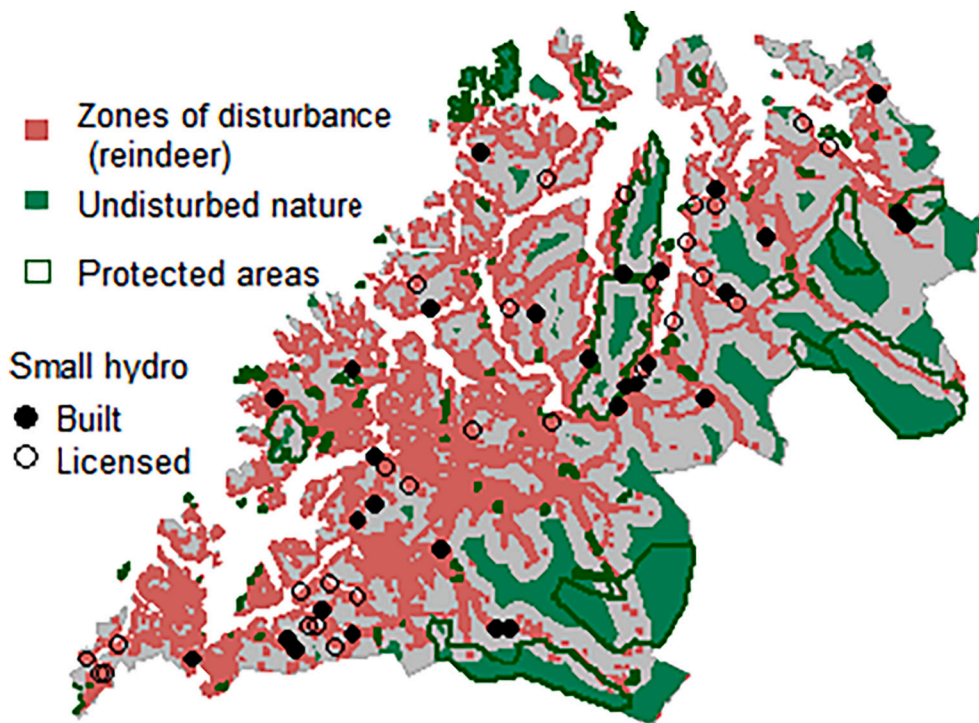 Zones of disturbance
(reindeer)
Undisturbed nature
Protected areas
Small hydro
Built
Licensed